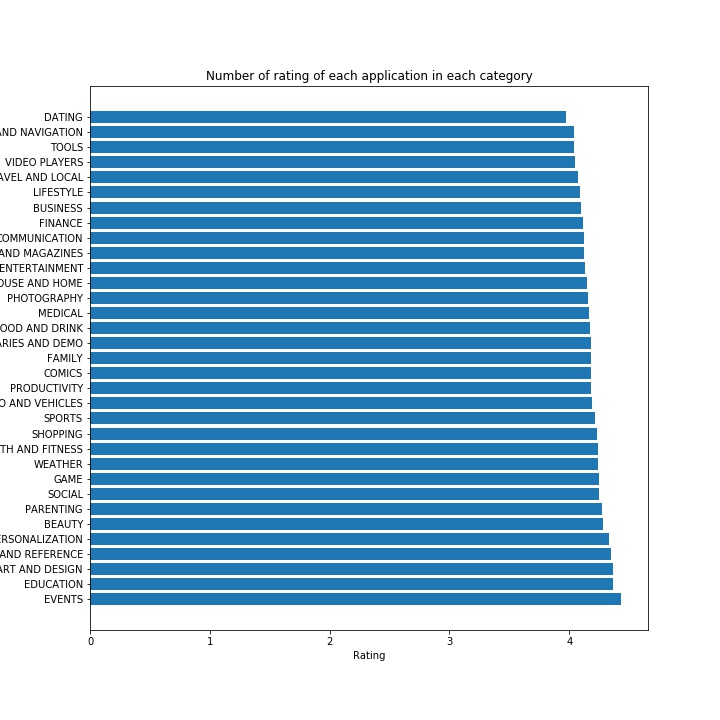 Number of rating of each application in each category
DATING
AND NAVIGATION
TOOLS
VIDEO PLAYERS
AVEL AND LOCAL
LIFESTYLE
BUSINESS
FINANCE
COMMUNICATION
AND MAGAZINES
ENTERTAINMENT
OUSE AND HOME
PHOTOGRAPHY
MEDICAL
OOD AND DRINK
ARIES AND DEMO
FAMILY
COMICS
PRODUCTIVITY
O AND VEHICLES
SPORTS
SHOPPING
TH AND FITNESS
WEATHER
GAME
SOCIAL
PARENTING
BEAUTY
ERSONALIZATION
AND REFERENCE
ART AND DESIGN
EDUCATION
EVENTS
0 1 2 3 4
Rating